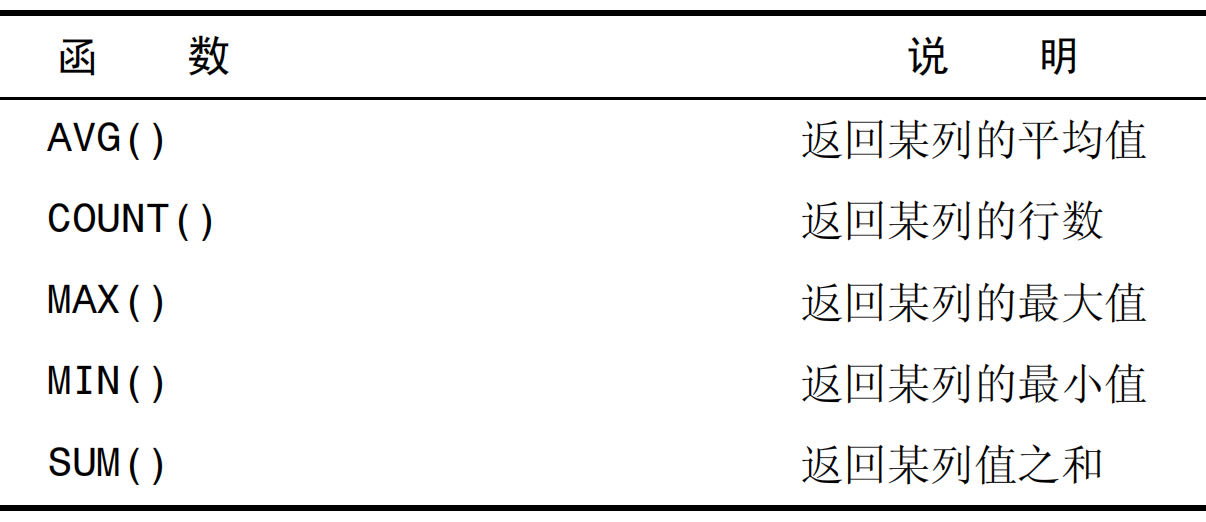 函 数 说 明
AVG() 返回某列的平均值
COUNT() 返回某列的行数
MAX() 返回某列的最大值
MIN() 返回某列的最小值
SUM() 返回某列值之和